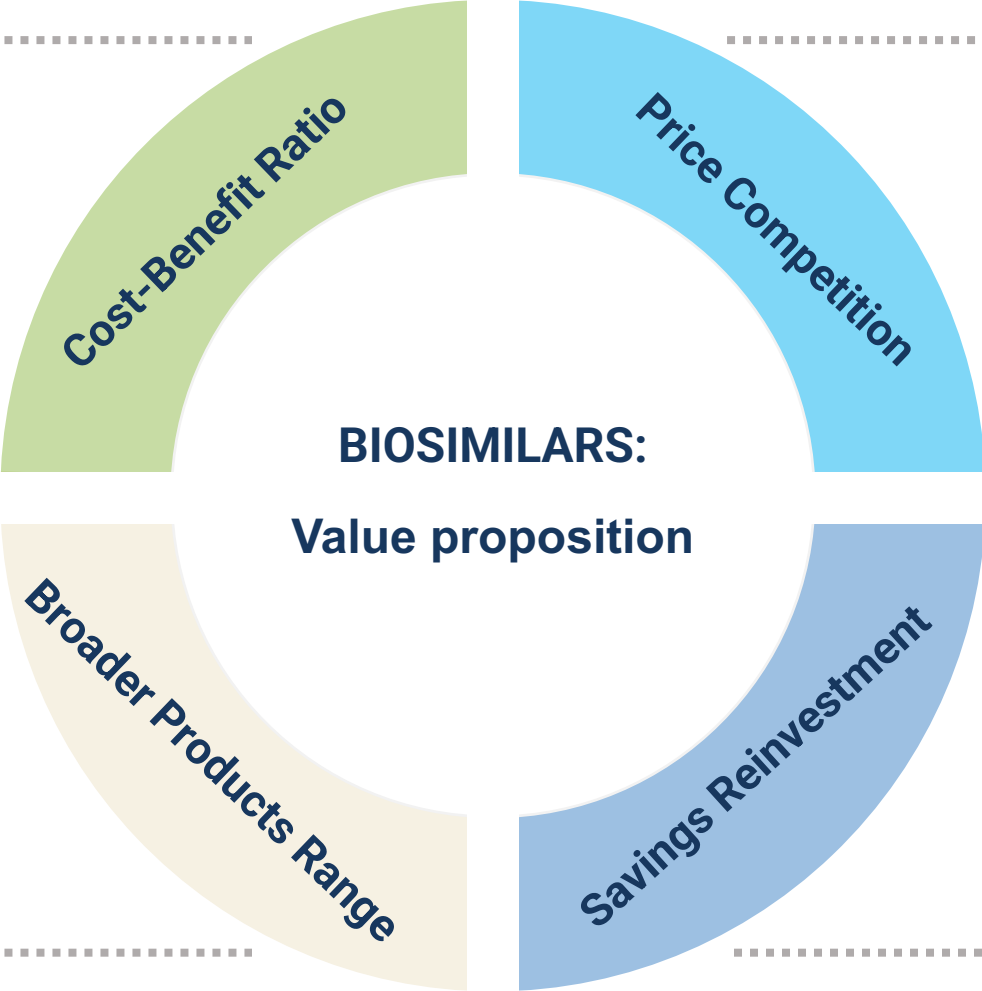 Cost-Benefit Ratio
Price Competition
BIOSIMILARS:
Value proposition
Broader Products Range
Savings Reinvestment